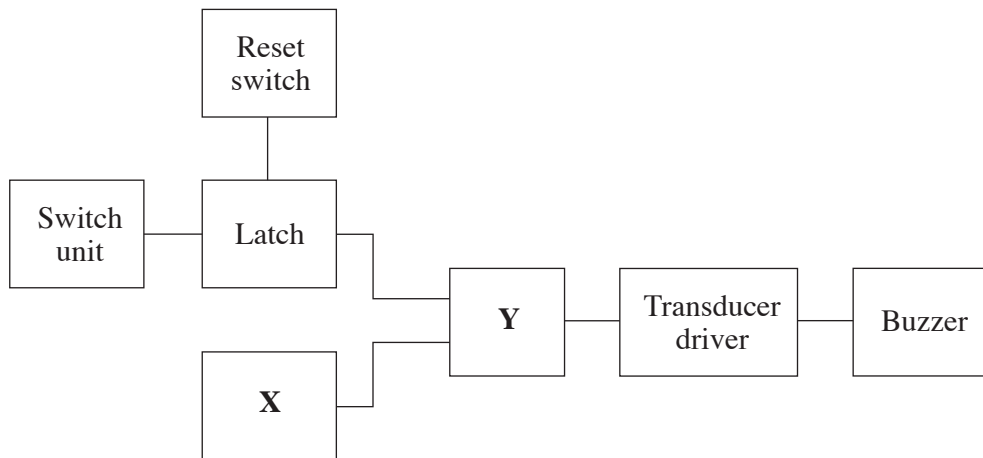 Reset
switch
Switch
unit
Latch
Y
Transducer
driver
Buzzer
X